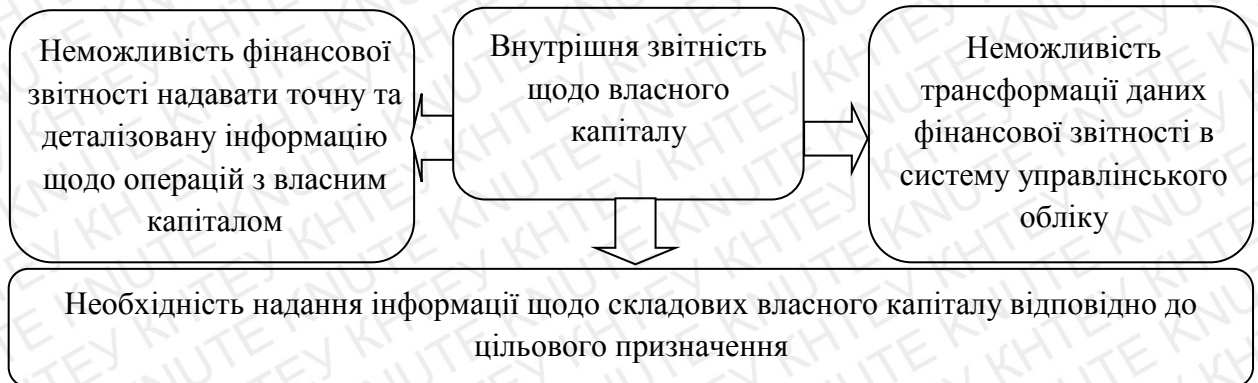 Неможливість фінансової
звітності надавати точну та
деталізовану інформацію
щодо операцій з власним
капіталом
Внутрішня звітність
щодо власного
капіталу
Неможливість
трансформації даних
фінансової звітності в
систему управлінського
обліку
Необхідність надання інформації щодо складових власного капіталу відповідно до
цільового призначення